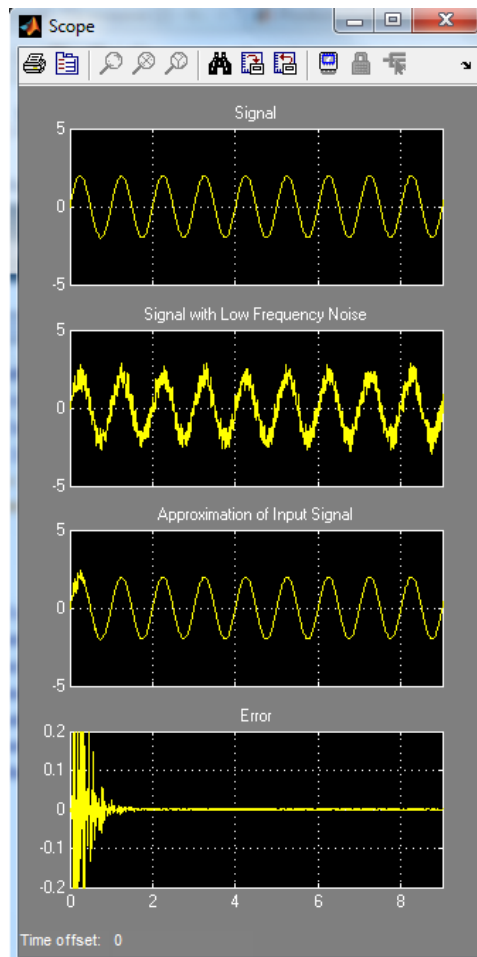 Scope
Signal
5
0
-5
Signal with Low Frequency Noise
5
0
-5
Approximation of Input Signal
5
0
-5
Error
0.2
0.1
0
-0.1
-0.2
0 2 4 6 8
Time offset: 0